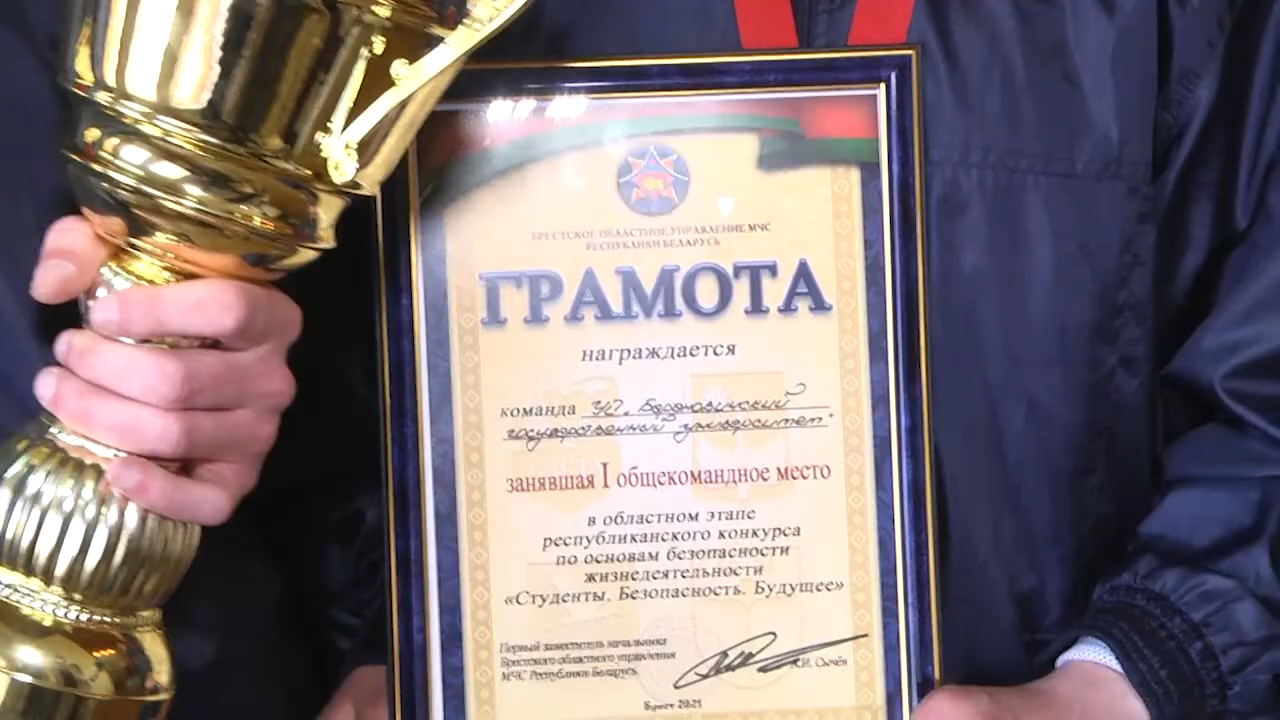 БРЕСТСКОЕ ОБЛАСТНОЕ УПРАВЛЕНИЕ МЧС
РЕСПУБЛИКИ БЕЛАРУСЬ
ГРАМОТА
награждается
команда УО "Барановичский
государственный университет"
занявшая I общекомандное место
в областном этапе
республиканского конкурса
по основам безопасности
жизнедеятельности
«Студенты. Безопасность. Будущее»
Первый заместитель начальника
Брестского областного управления
МЧС Республики Беларусь
Сычёв
Брест 2021